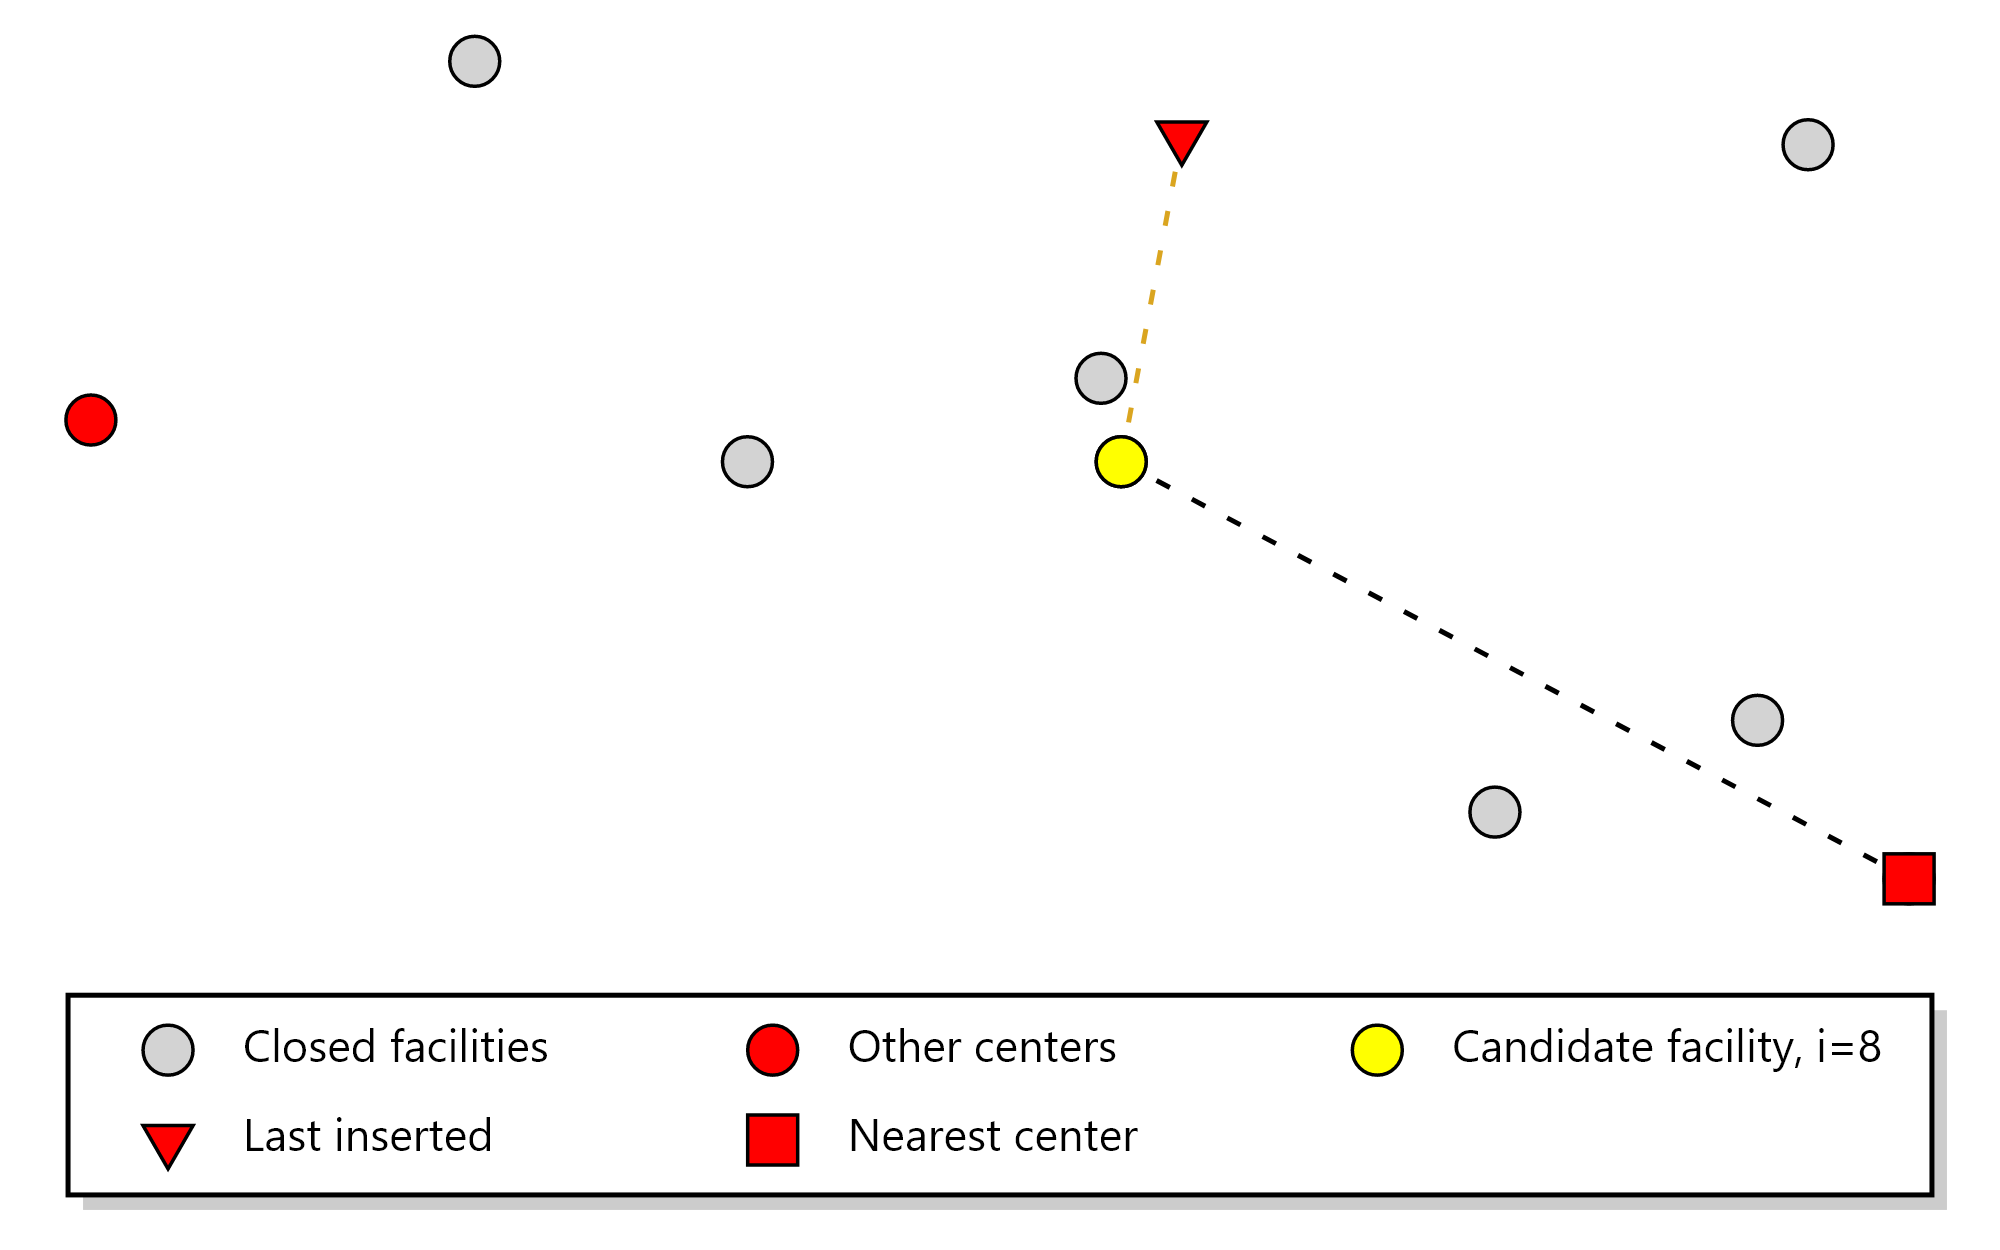 Closed facilities
Other centers
Candidate facility, i=8
Last inserted
Nearest center